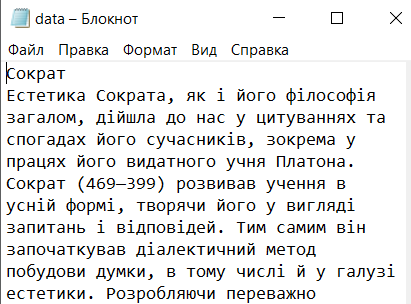 data – Блокнот
Файл Правка Формат Вид Справка
Сократ
Естетика Сократа, як і його філософія
загалом, дійшла до нас у цитуваннях та
спогадах його сучасників, зокрема у
працях його видатного учня Платона.
Сократ (469—399) розвивав учення в
усній формі, творячи його у вигляді
запитань і відповідей. Тим самим він
започаткував діалектичний метод
побудови думки, в тому числі й у галузі
естетики. Розробляючи переважно